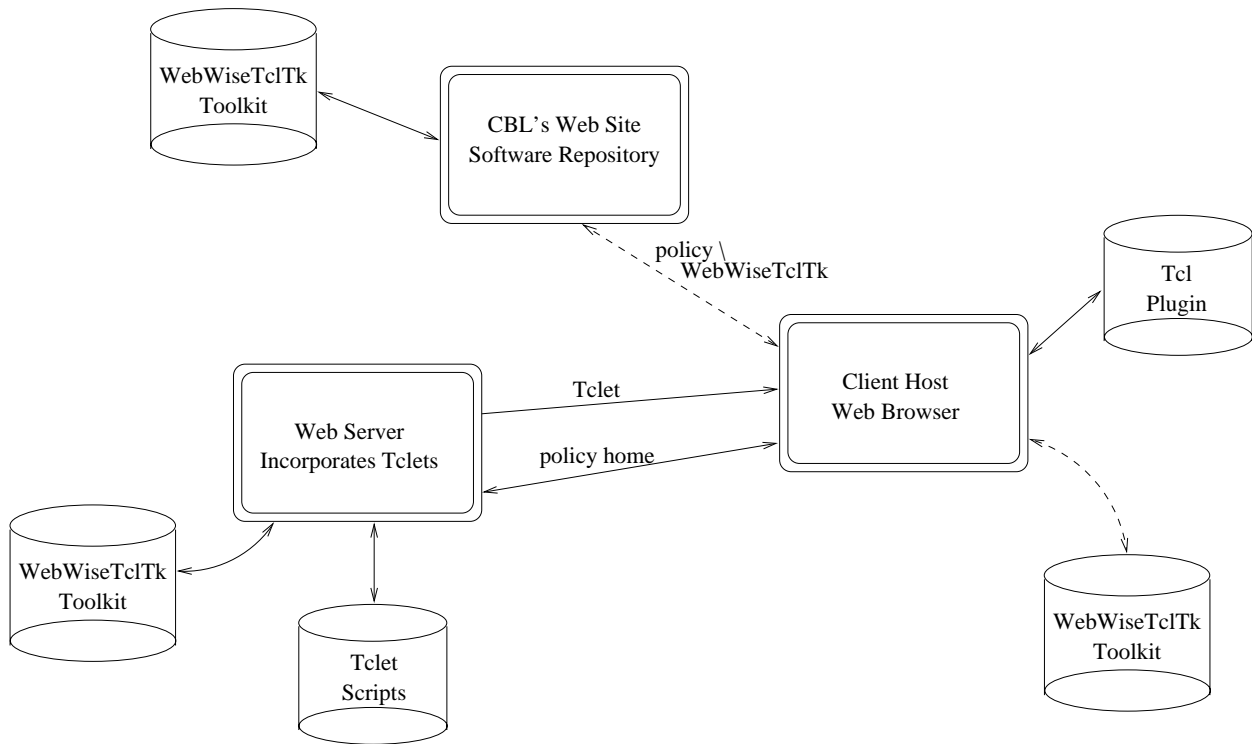 WebWiseTclTk
Toolkit
CBL's Web Site
Software Repository
policy \
WebWiseTclTk
Tcl
Plugin
Client Host
Web Browser
Tclet
Web Server
Incorporates Tclets
policy home
WebWiseTclTk
Toolkit
Tclet
Scripts
WebWiseTclTk
Toolkit